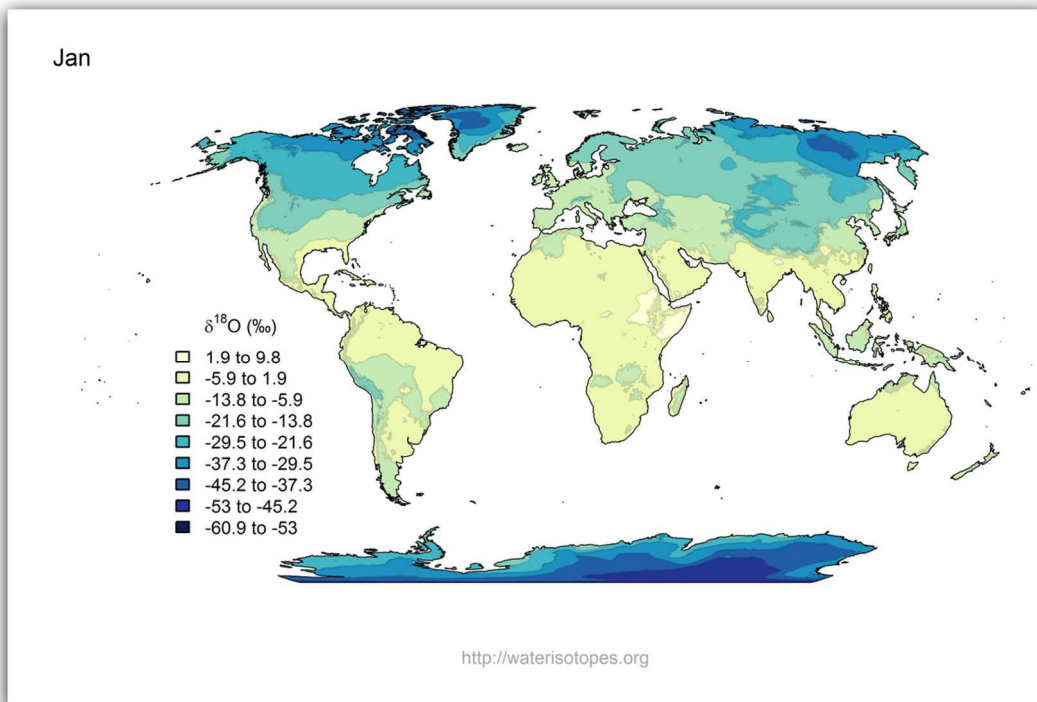 Jan
δ18O (‰)
1.9 to 9.8
-5.9 to 1.9
-13.8 to -5.9
-21.6 to -13.8
-29.5 to -21.6
-37.3 to -29.5
-45.2 to -37.3
-53 to -45.2
-60.9 to -53
http://waterisotopes.org